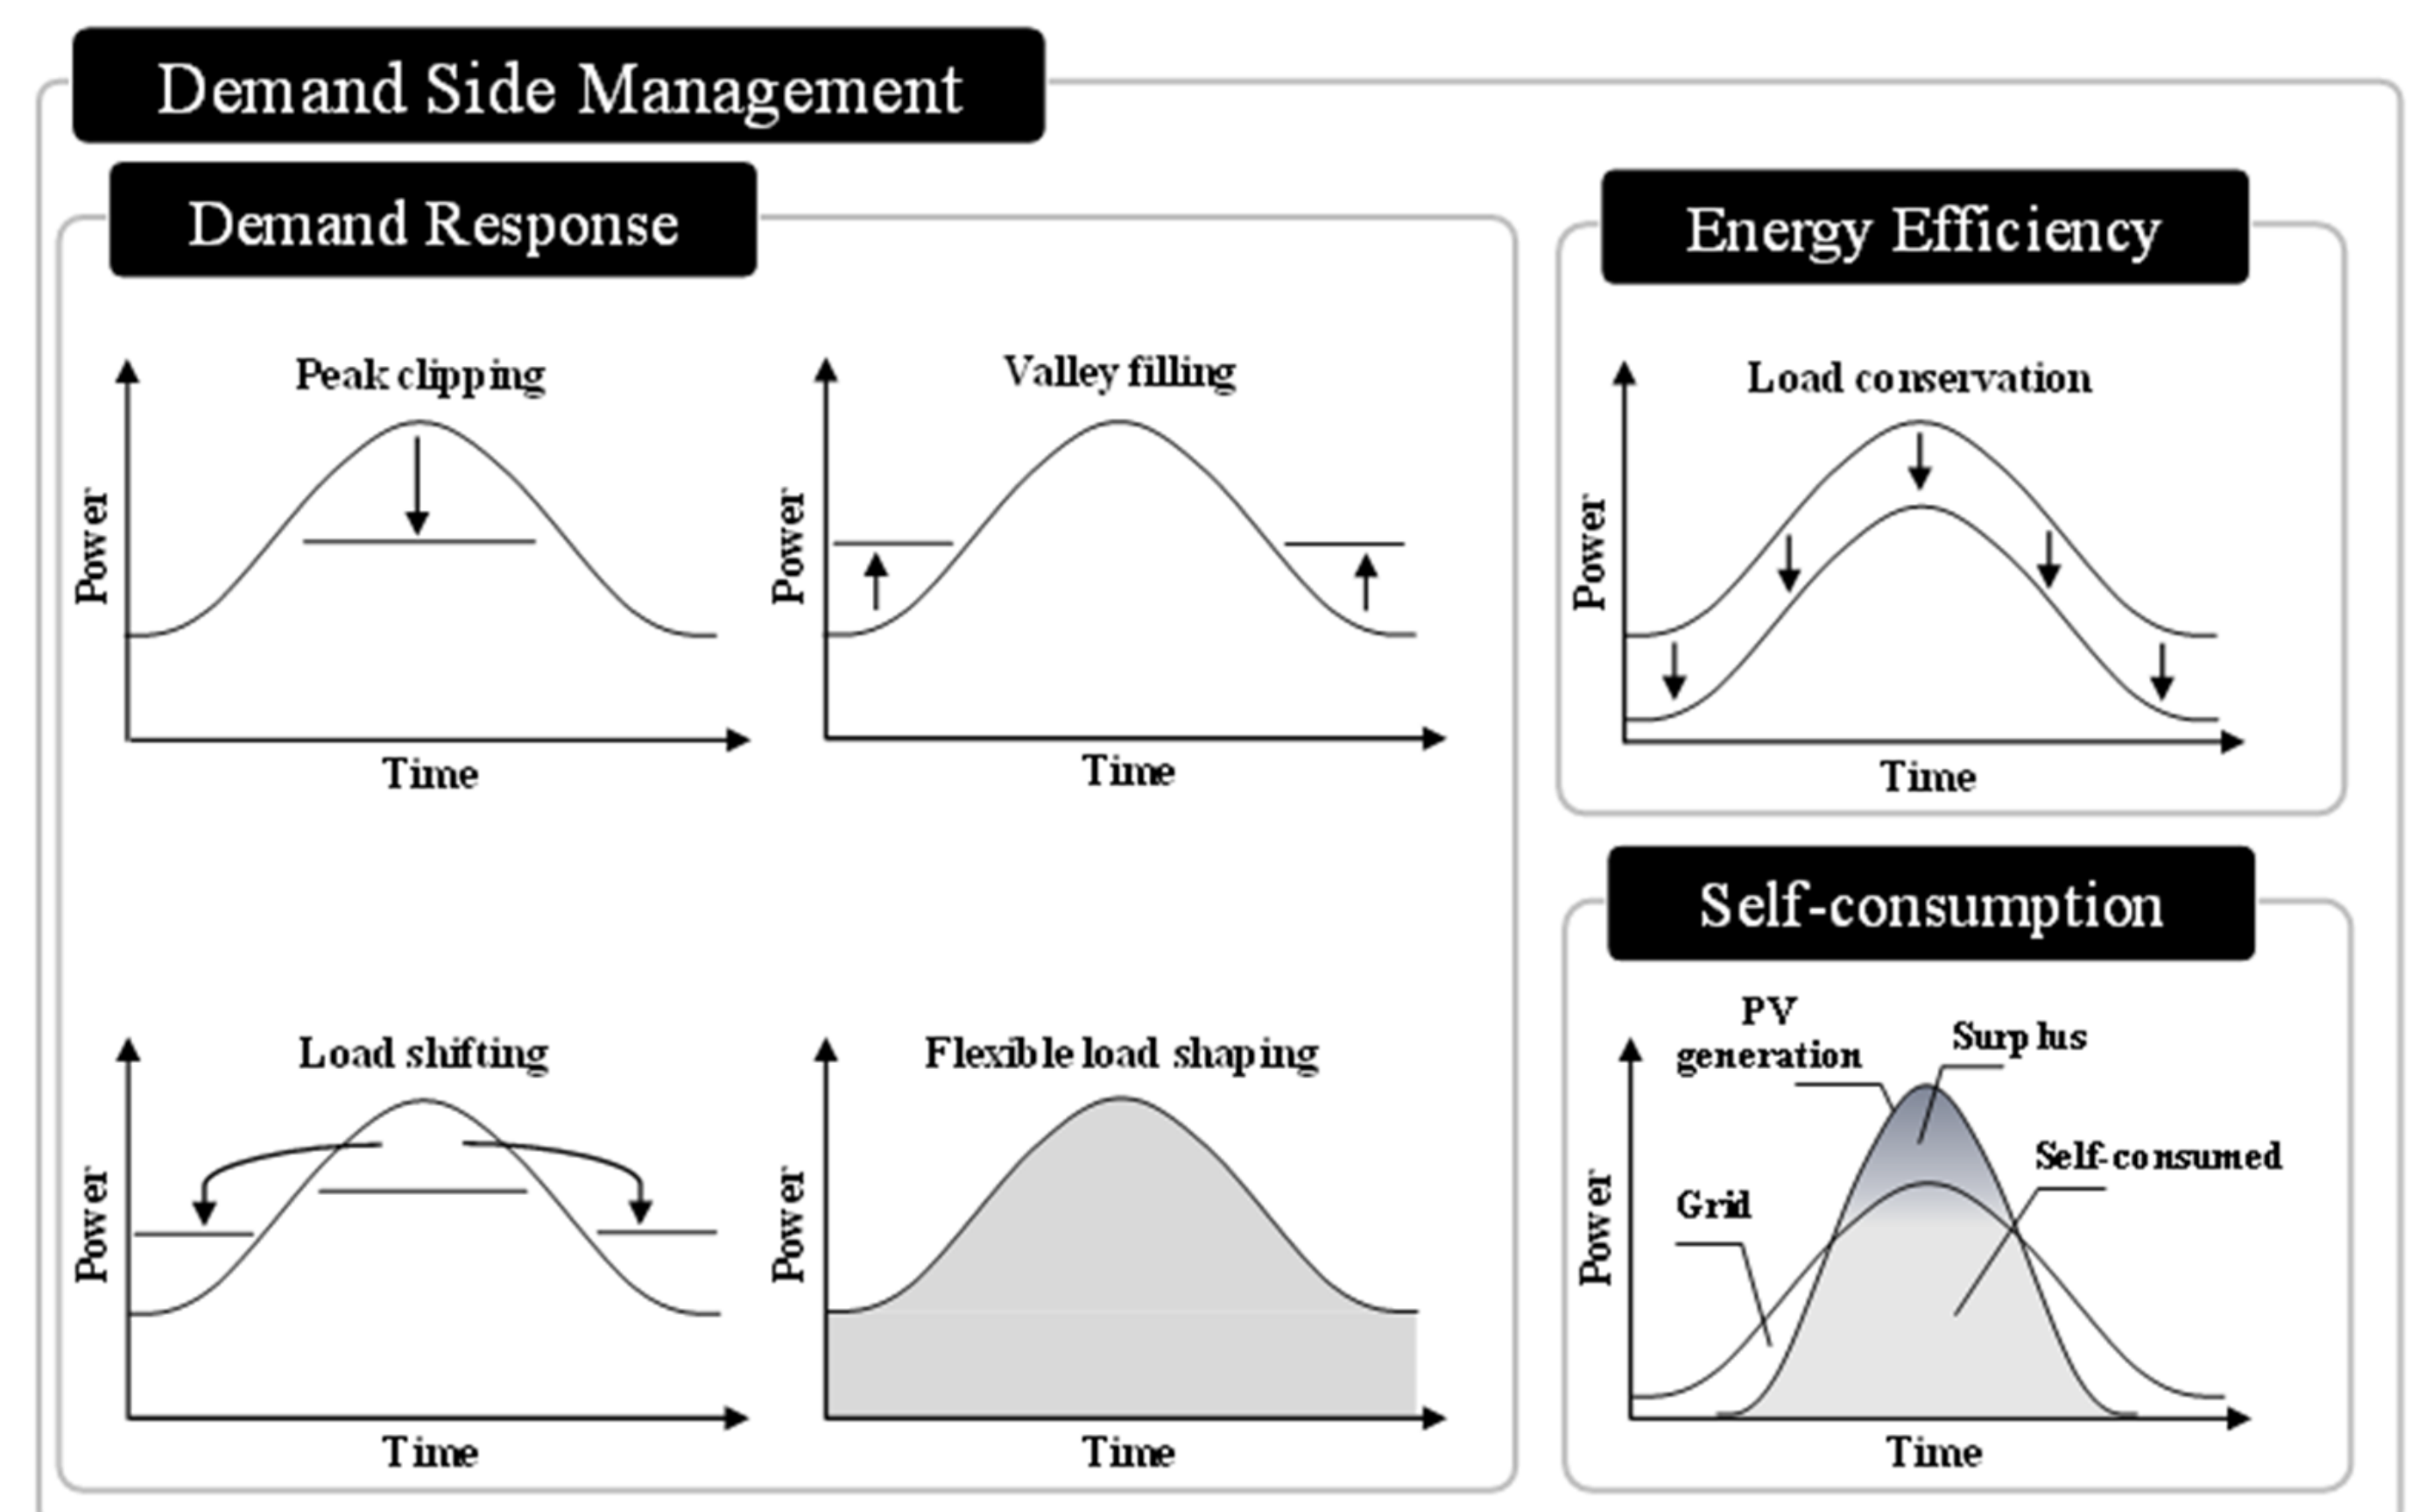 Demand Side Management
Demand Response
Peak clipping
Power
Time
Valley filling
Power
Time
Load shifting
Power
Time
Flexible load shaping
Power
Time
Energy Efficiency
Load conservation
Power
Time
Self-consumption
PV
generation
Surplus
Self-consumed
Grid
Power
Time